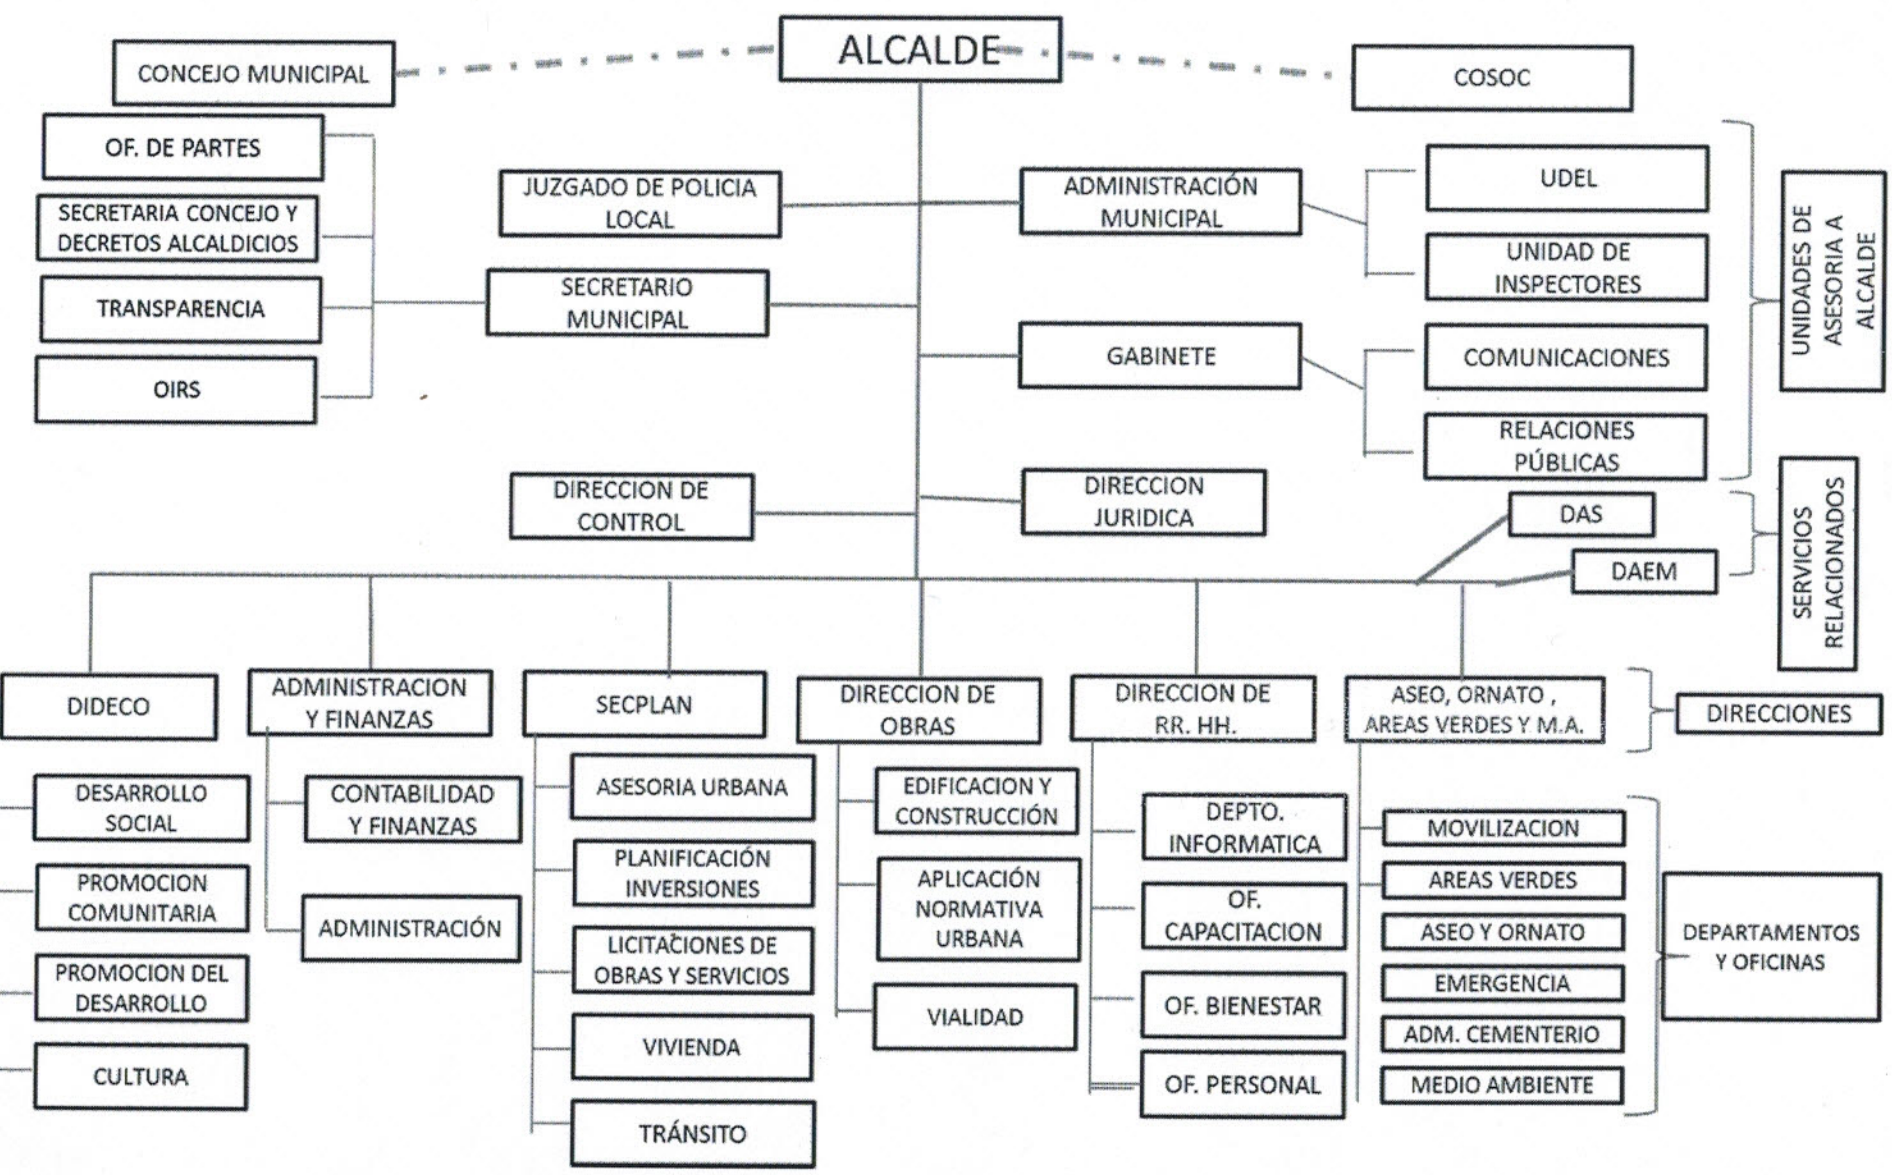 ALCALDE
CONCEJO MUNICIPAL
COSOC
OF. DE PARTES
SECRETARIA CONCEJO Y
DECRETOS ALCALDICIOS
TRANSPARENCIA
OIRS
JUZGADO DE POLICIA
LOCAL
SECRETARIO
MUNICIPAL
ADMINISTRACIÓN
MUNICIPAL
GABINETE
UDEL
UNIDAD DE
INSPECTORES
COMUNICACIONES
RELACIONES
PÚBLICAS
UNIDADES DE
ASESORIA A
ALCALDE
DIRECCION DE
CONTROL
DIRECCION
JURIDICA
DAS
DAEM
SERVICIOS
RELACIONADOS
DIDECO
ADMINISTRACION
Y FINANZAS
SECPLAN
DIRECCION DE
OBRAS
DIRECCION DE
RR. HH.
ASEO, ORNATO ,
AREAS VERDES Y M.A.
DIRECCIONES
DESARROLLO
SOCIAL
PROMOCION
COMUNITARIA
PROMOCION DEL
DESARROLLO
CULTURA
CONTABILIDAD
Y FINANZAS
ADMINISTRACIÓN
ASESORIA URBANA
PLANIFICACIÓN
INVERSIONES
LICITACIONES DE
OBRAS Y SERVICIOS
VIVIENDA
TRÁNSITO
EDIFICACION Y
CONSTRUCCIÓN
APLICACIÓN
NORMATIVA
URBANA
VIALIDAD
DEPTO.
INFORMATICA
OF.
CAPACITACION
OF. BIENESTAR
OF. PERSONAL
MOVILIZACION
AREAS VERDES
ASEO Y ORNATO
EMERGENCIA
ADM. CEMENTERIO
MEDIO AMBIENTE
DEPARTAMENTOS
Y OFICINAS